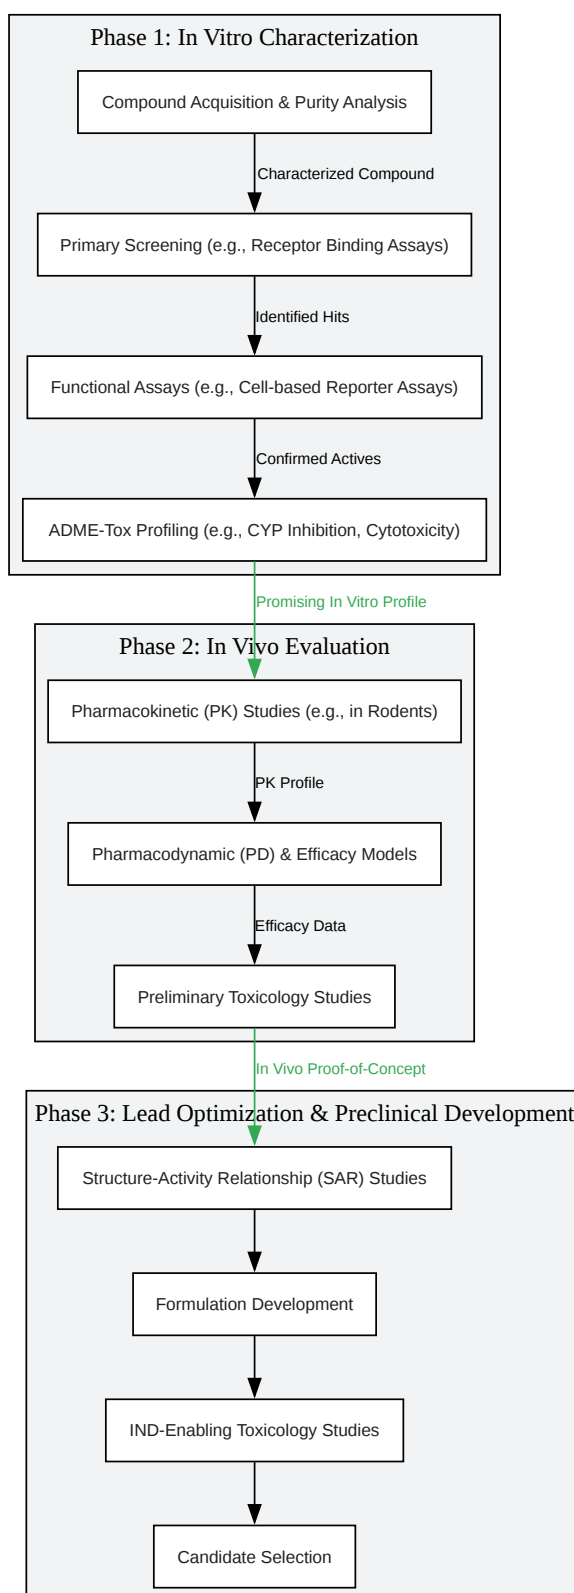 Phase 1: In Vitro Characterization
Compound Acquisition & Purity Analysis
Characterized Compound
Primary Screening (e.g., Receptor Binding Assays)
Identified Hits
Functional Assays (e.g., Cell-based Reporter Assays)
Confirmed Actives
ADME-Tox Profiling (e.g., CYP Inhibition, Cytotoxicity)
Promising In Vitro Profile
Phase 2: In Vivo Evaluation
Pharmacokinetic (PK) Studies (e.g., in Rodents)
PK Profile
Pharmacodynamic (PD) & Efficacy Models
Efficacy Data
Preliminary Toxicology Studies
In Vivo Proof-of-Concept
Phase 3: Lead Optimization & Preclinical Development
Structure-Activity Relationship (SAR) Studies
Formulation Development
IND-Enabling Toxicology Studies
Candidate Selection